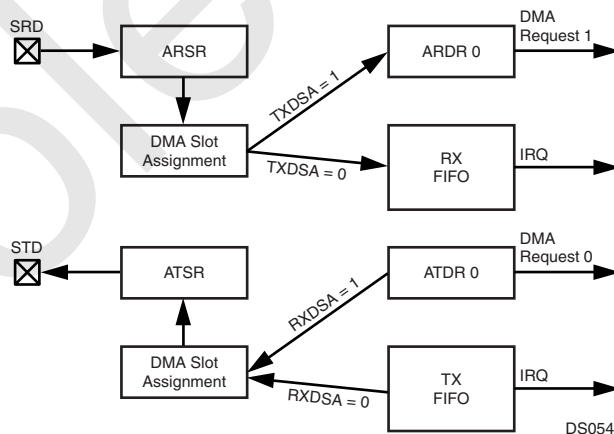 SRD
ARSR
ARDR 0
DMA
Request 1
TXDSA = 1
DMA Slot
Assignment
TXDSA = 0
RX
FIFO
IRQ
STD
ATSR
ATDR 0
DMA
Request 0
RXDSA = 1
DMA Slot
Assignment
RXDSA = 0
TX
FIFO
IRQ
DS054